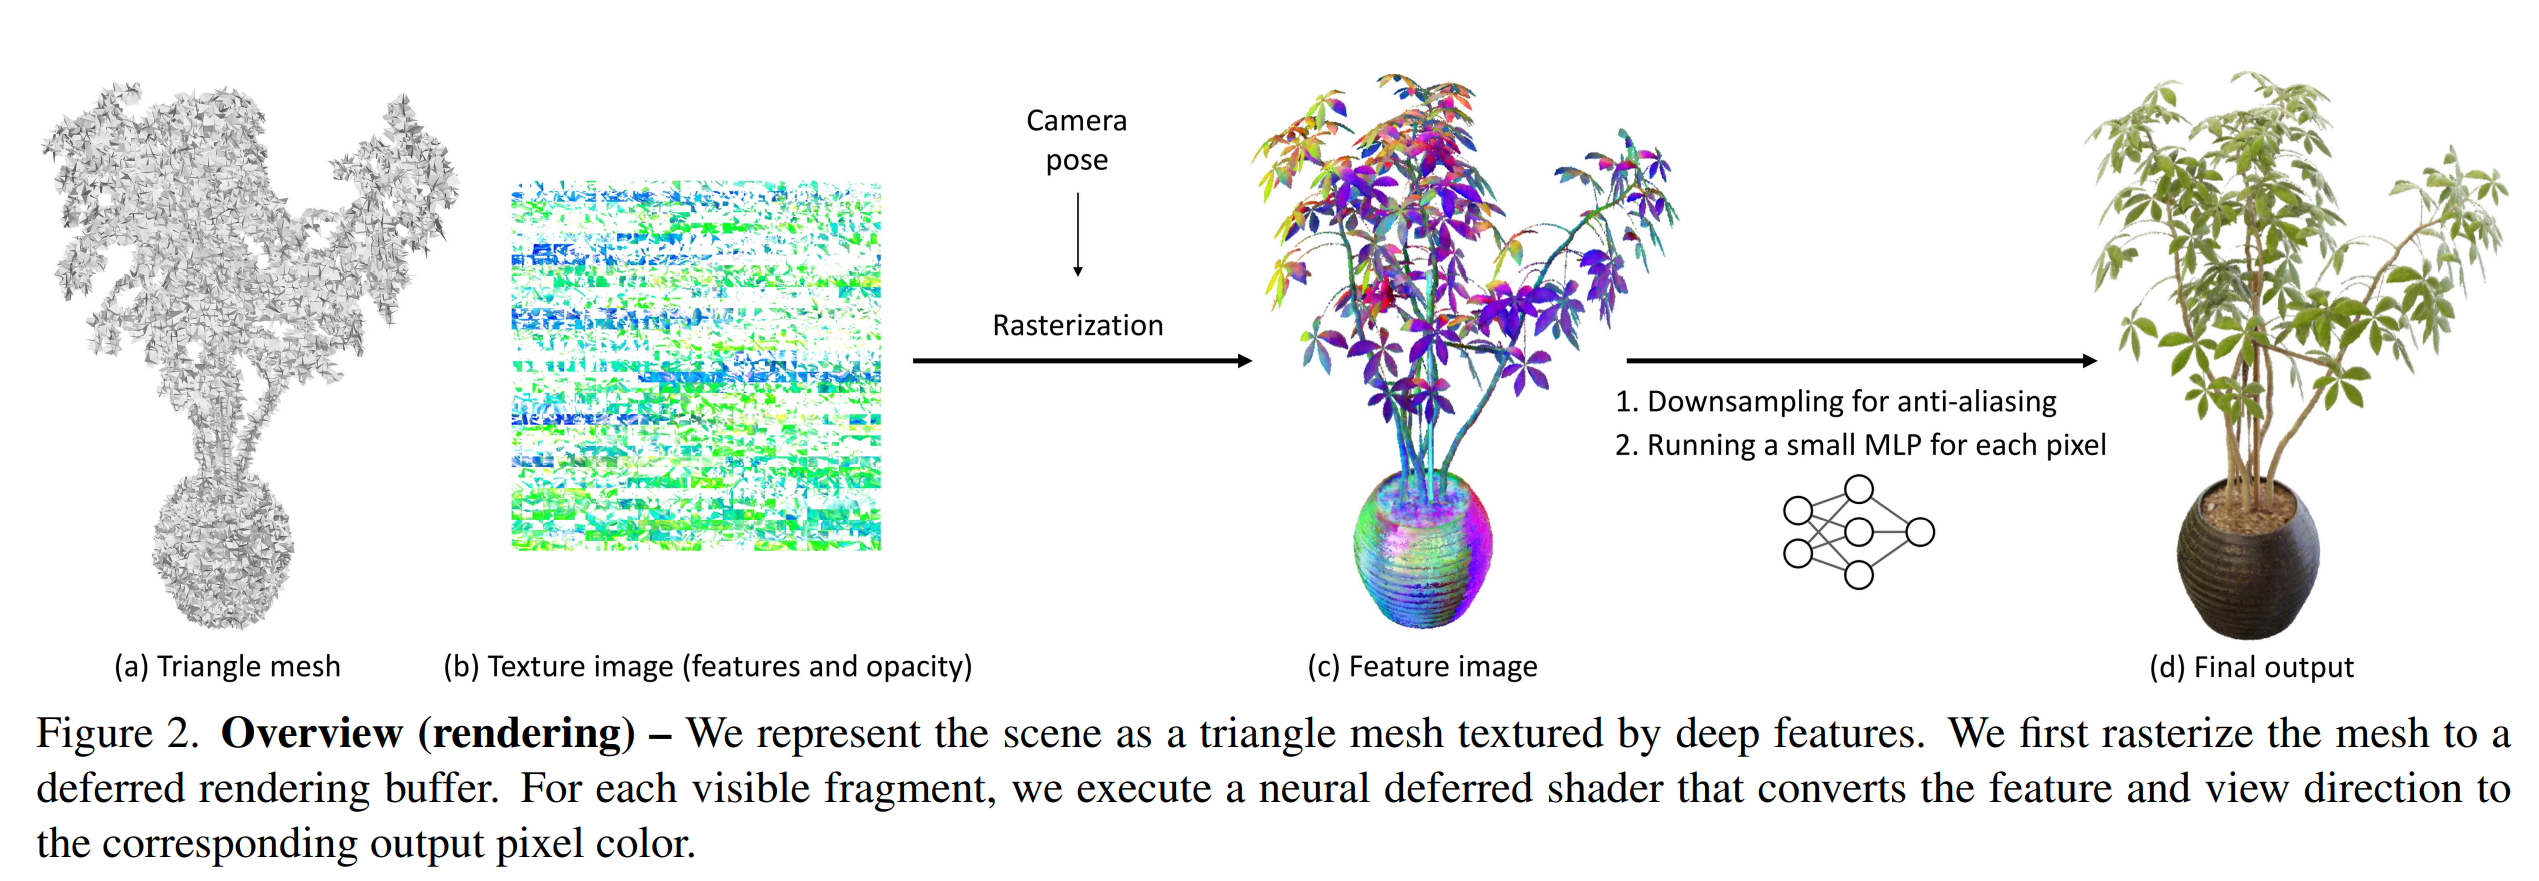 Camera
pose
Rasterization
1. Downsampling for anti-aliasing
2. Running a small MLP for each pixel
(a) Triangle mesh
(b) Texture image (features and opacity)
(c) Feature image
(d) Final output
Figure 2. Overview (rendering) – We represent the scene as a triangle mesh textured by deep features. We first rasterize the mesh to a
deferred rendering buffer. For each visible fragment, we execute a neural deferred shader that converts the feature and view direction to
the corresponding output pixel color.